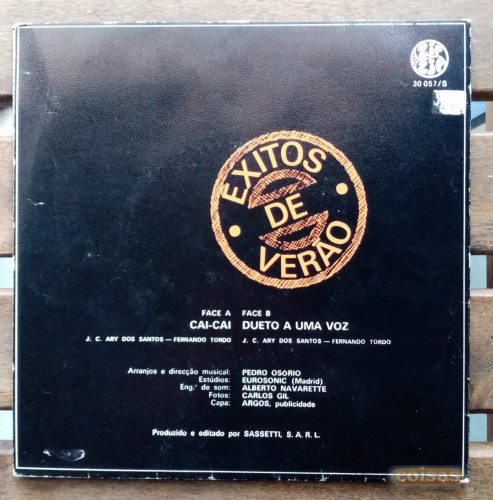 30 057/S
EXITOS
DE
VERÃO
FACE A FACE B
CAI-CAI DUETO A UMA VOZ
J. C. ARY DOS SANTOS — FERNANDO TORDO J. C. ARY DOS SANTOS — FERNANDO TORDO
Arranjos e direcção musical: PEDRO OSÓRIO
Estúdios: EUROSONIC (Madrid)
Eng.º de som: ALBERTO NAVARETTE
Fotos: CARLOS GIL
Capa: ARGOS, publicidade
Produzido e editado por SASSETTI, S. A. R. L.
coisas